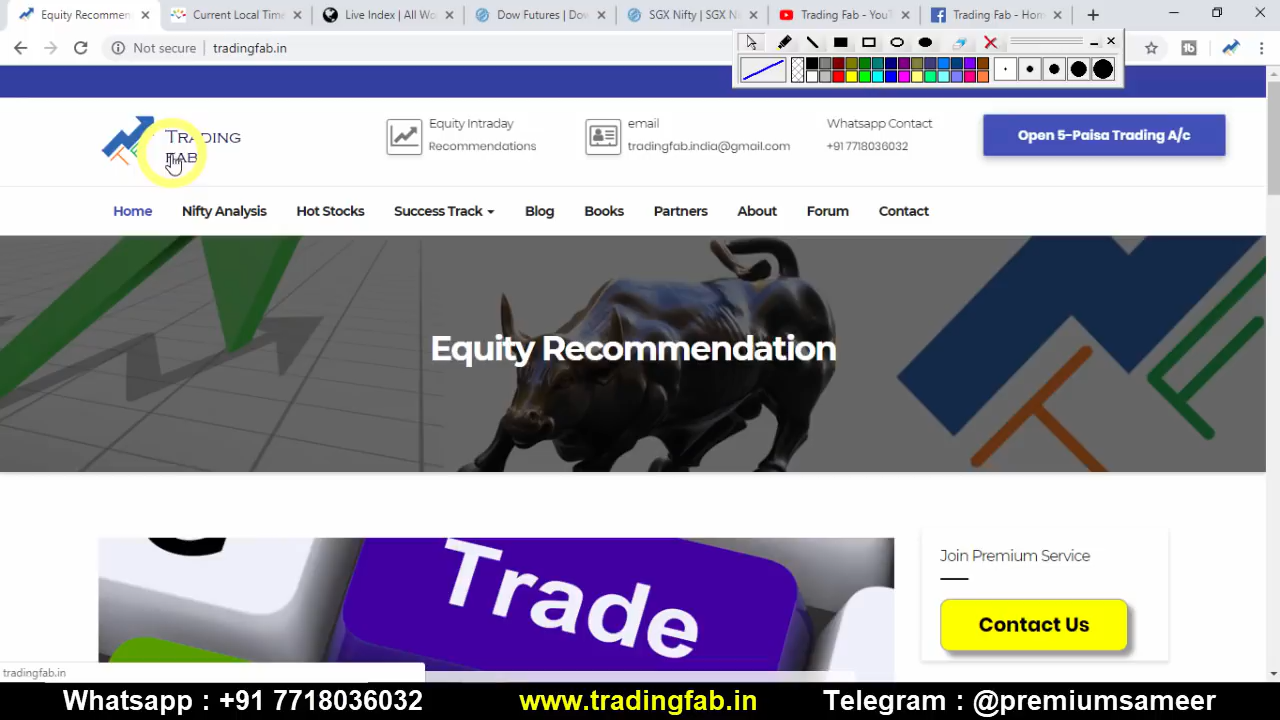 Equity Recommen
Current Local Time
Live Index | All Wo
Dow Futures | Dow
SGX Nifty | SGX N
Trading Fab - YouT
Trading Fab - Hom
Not secure
tradingfab.in
TRADING
FAB
Equity Intraday
Recommendations
email
tradingfab.india@gmail.com
Whatsapp Contact
+91 7718036032
Open 5-Paisa Trading A/c
Home
Nifty Analysis
Hot Stocks
Success Track
Blog
Books
Partners
About
Forum
Contact
Equity Recommendation
Trade
Join Premium Service
Contact Us
tradingfab.in
Whatsapp : +91 7718036032
www.tradingfab.in
Telegram : @premiumsameer